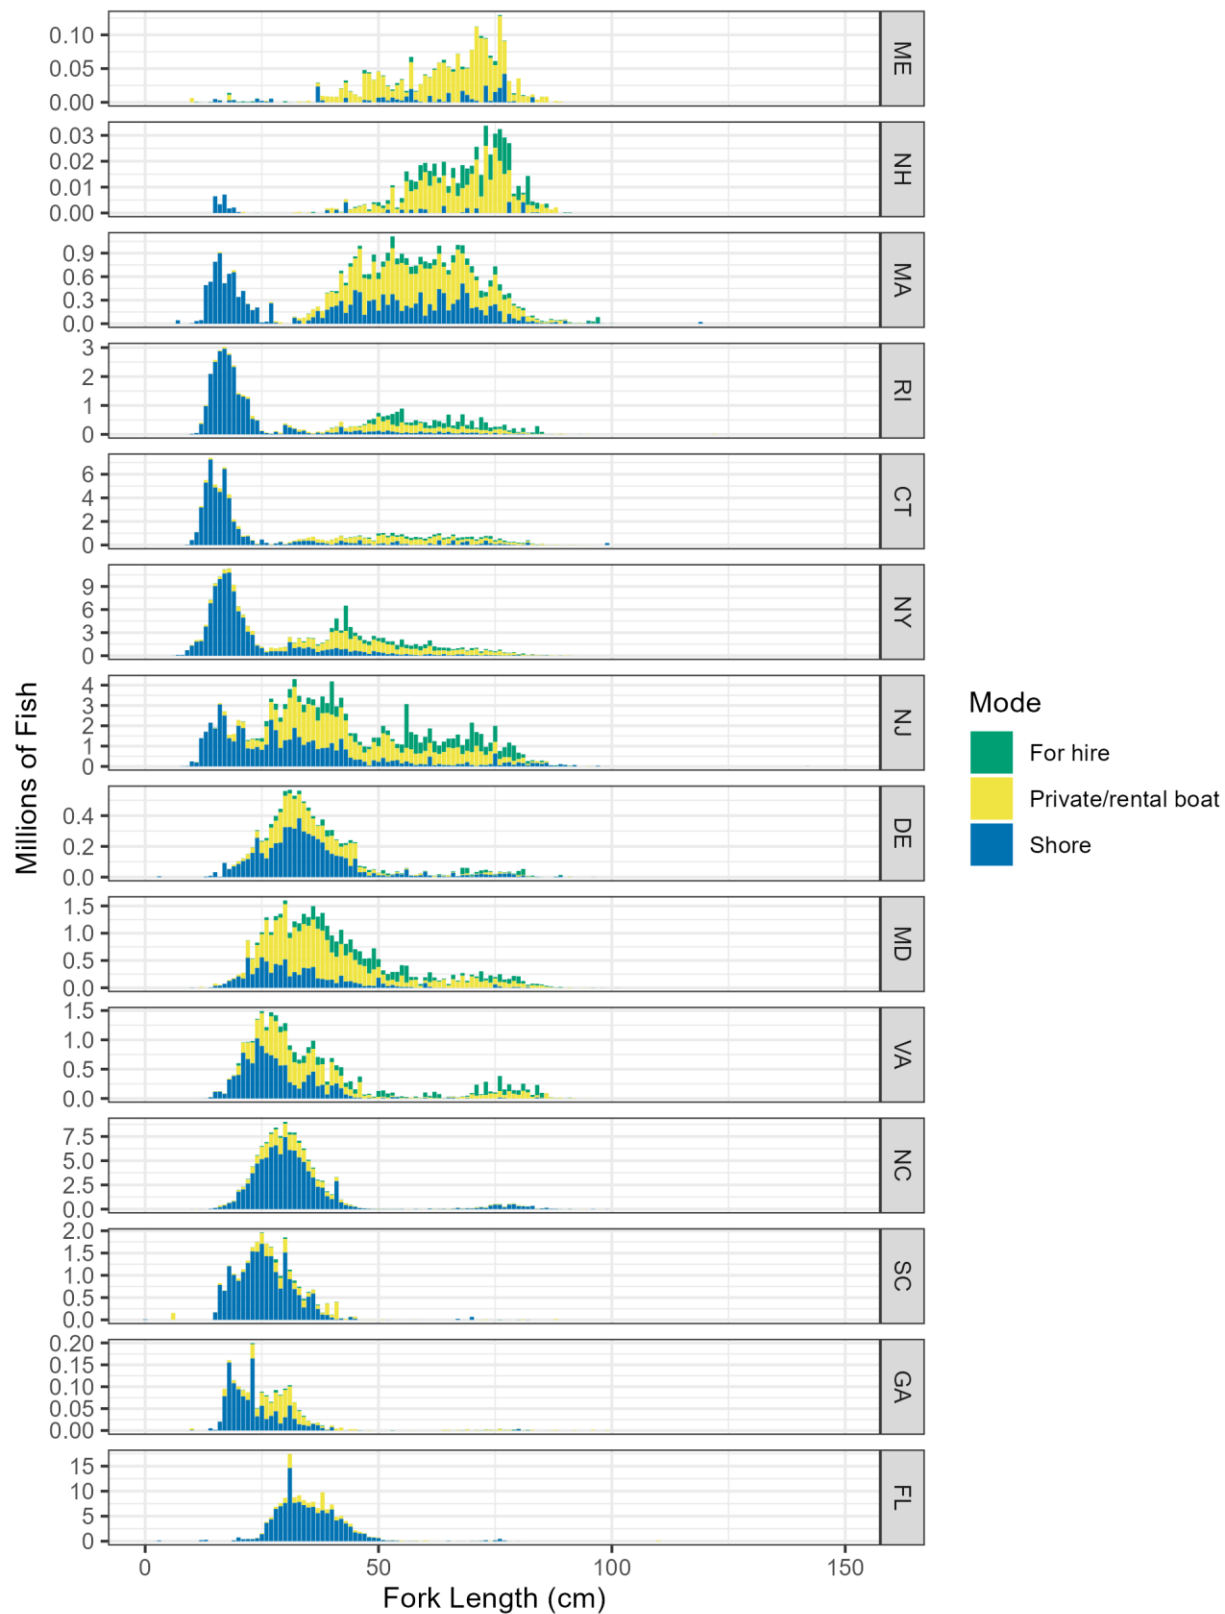 0.10
0.05
0.00
ME
0.03
0.02
0.01
0.00
NH
0.9
0.6
0.3
0.0
MA
3
2
1
0
RI
6
4
2
0
CT
9
6
3
0
NY
4
3
2
1
0
NJ
0.4
0.2
0.0
DE
1.5
1.0
0.5
0.0
MD
1.5
1.0
0.5
0.0
VA
7.5
5.0
2.5
0.0
NC
2.0
1.5
1.0
0.5
0.0
SC
0.20
0.15
0.10
0.05
0.00
GA
15
10
5
0
FL
0 50 100 150
Fork Length (cm)
Millions of Fish
Mode
For hire
Private/rental boat
Shore